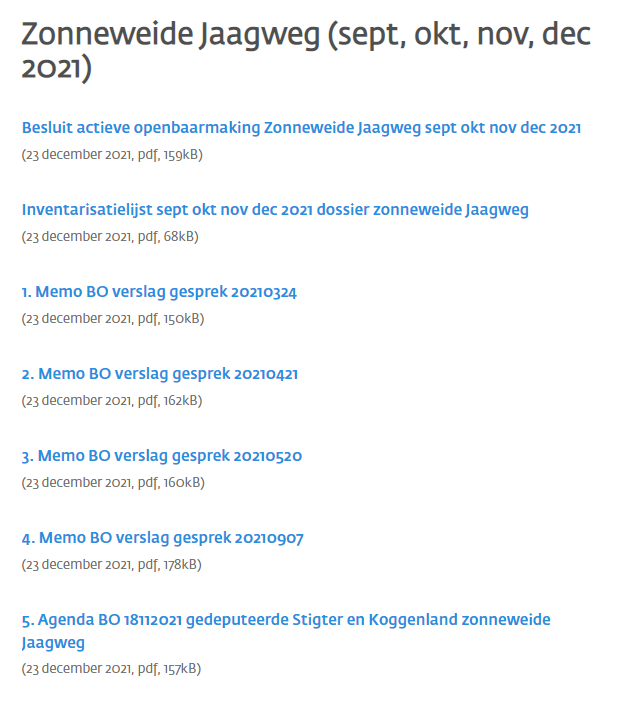 Zonneweide Jaagweg (sept, okt, nov, dec
2021)
Besluit actieve openbaarmaking Zonneweide Jaagweg sept okt nov dec 2021
(23 december 2021, pdf, 159kB)
Inventarisatielijst sept okt nov dec 2021 dossier zonneweide Jaagweg
(23 december 2021, pdf, 68kB)
1. Memo BO verslag gesprek 20210324
(23 december 2021, pdf, 150kB)
2. Memo BO verslag gesprek 20210421
(23 december 2021, pdf, 162kB)
3. Memo BO verslag gesprek 20210520
(23 december 2021, pdf, 160kB)
4. Memo BO verslag gesprek 20210907
(23 december 2021, pdf, 178kB)
5. Agenda BO 18112021 gedeputeerde Stigter en Koggenland zonneweide
Jaagweg
(23 december 2021, pdf, 157kB)